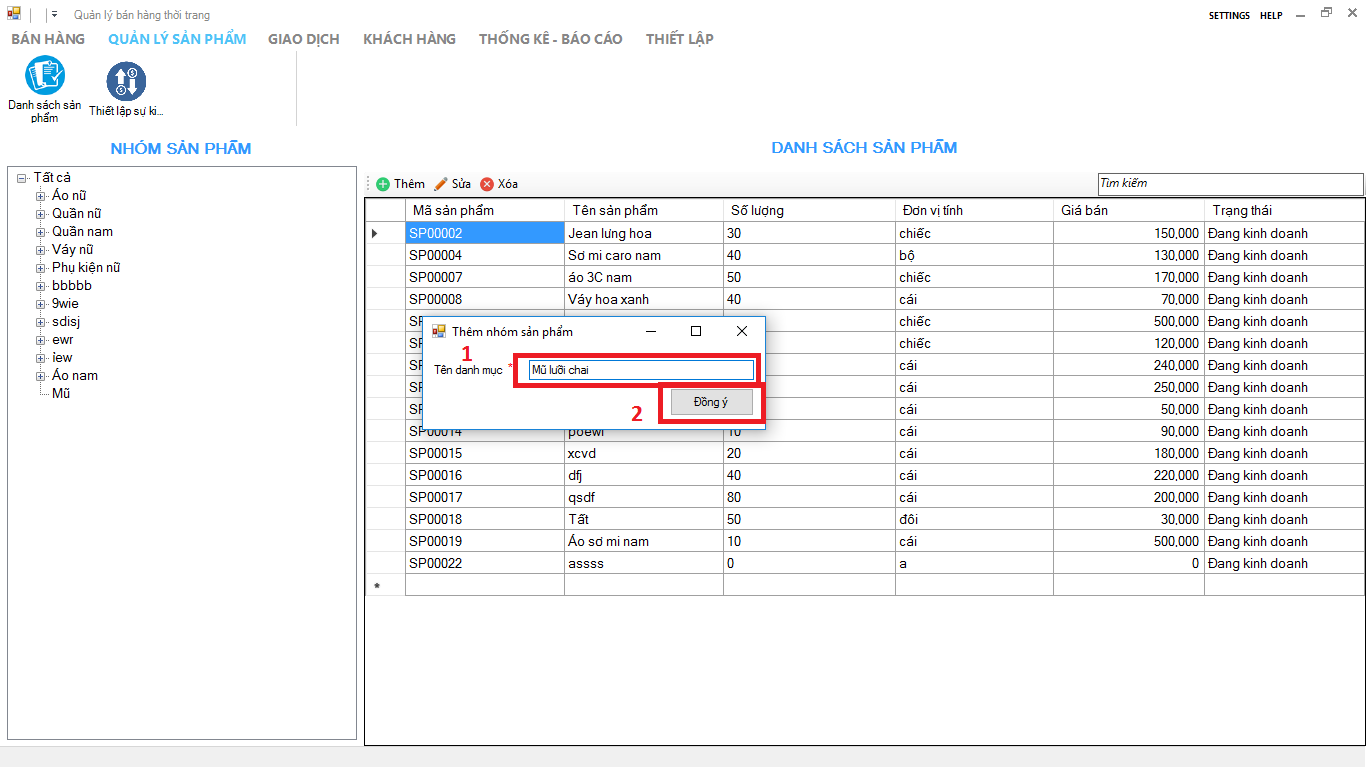 Quản lý bán hàng thời trang
SETTINGS HELP
BÁN HÀNG QUẢN LÝ SẢN PHẨM GIAO DỊCH KHÁCH HÀNG THỐNG KÊ - BÁO CÁO THIẾT LẬP
Danh sách sản phẩm
Thiết lập sự ki...
NHÓM SẢN PHẨM
Tất cả
Áo nữ
Quần nữ
Quần nam
Váy nữ
Phụ kiện nữ
bbbbb
9wie
sdisj
ewr
iew
Áo nam
Mũ
DANH SÁCH SẢN PHẨM
Thêm Sửa Xóa
Tìm kiếm
Mã sản phẩm Tên sản phẩm Số lượng Đơn vị tính Giá bán Trạng thái
SP00002 Jean lưng hoa 30 chiếc 150,000 Đang kinh doanh
SP00004 Sơ mi caro nam 40 bộ 130,000 Đang kinh doanh
SP00007 áo 3C nam 50 chiếc 170,000 Đang kinh doanh
SP00008 Váy hoa xanh 40 cái 70,000 Đang kinh doanh
chiếc 500,000 Đang kinh doanh
chiếc 120,000 Đang kinh doanh
cái 240,000 Đang kinh doanh
cái 250,000 Đang kinh doanh
cái 50,000 Đang kinh doanh
SP00014 poewi 10 cái 90,000 Đang kinh doanh
SP00015 xcvd 20 cái 180,000 Đang kinh doanh
SP00016 dfj 40 cái 220,000 Đang kinh doanh
SP00017 qsdf 80 cái 200,000 Đang kinh doanh
SP00018 Tất 50 đôi 30,000 Đang kinh doanh
SP00019 Áo sơ mi nam 10 cái 500,000 Đang kinh doanh
SP00022 assss 0 a 0 Đang kinh doanh
Thêm nhóm sản phẩm
1
Tên danh mục * Mũ lưỡi chai
2 Đồng ý